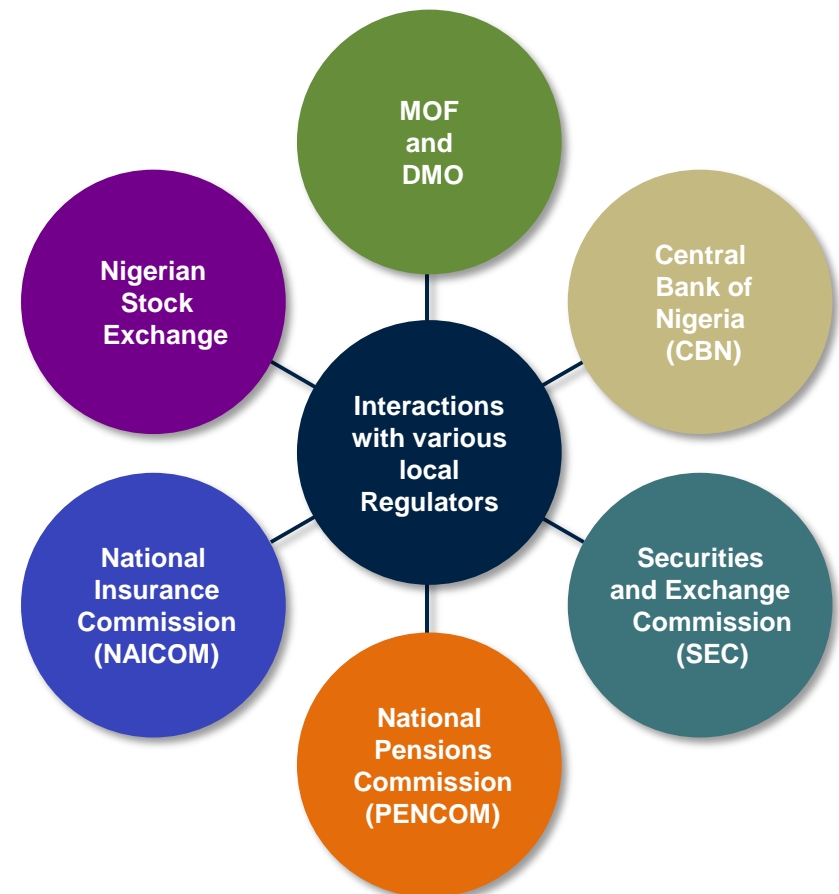 MOF
and
DMO
Nigerian
Stock
Exchange
Central
Bank of
Nigeria
(CBN)
Interactions
with various
local
Regulators
National
Insurance
Commission
(NAICOM)
Securities
and Exchange
Commission
(SEC)
National
Pensions
Commission
(PENCOM)